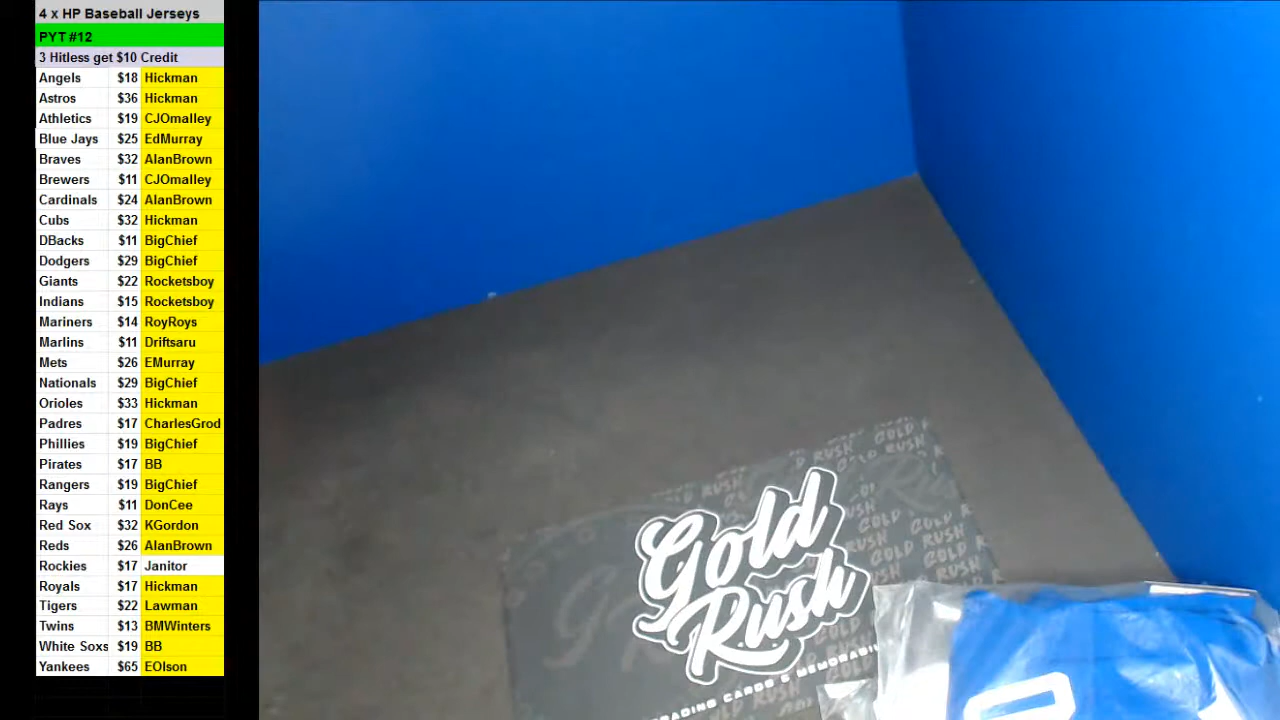 4 x HP Baseball Jerseys
PYT #12
3 Hitless get $10 Credit
Angels $18 Hickman
Astros $36 Hickman
Athletics $19 CJOmalley
Blue Jays $25 EdMurray
Braves $32 AlanBrown
Brewers $11 CJOmalley
Cardinals $24 AlanBrown
Cubs $32 Hickman
DBacks $11 BigChief
Dodgers $29 BigChief
Giants $22 Rocketsboy
Indians $15 Rocketsboy
Mariners $14 RoyRoys
Marlins $11 Driftsaru
Mets $26 EMurray
Nationals $29 BigChief
Orioles $33 Hickman
Padres $17 CharlesGrod
Phillies $19 BigChief
Pirates $17 BB
Rangers $19 BigChief
Rays $11 DonCee
Red Sox $32 KGordon
Reds $26 AlanBrown
Rockies $17 Janitor
Royals $17 Hickman
Tigers $22 Lawman
Twins $13 BMWinters
White Soxs $19 BB
Yankees $65 EOlson
Gold
Rush
CARDS &